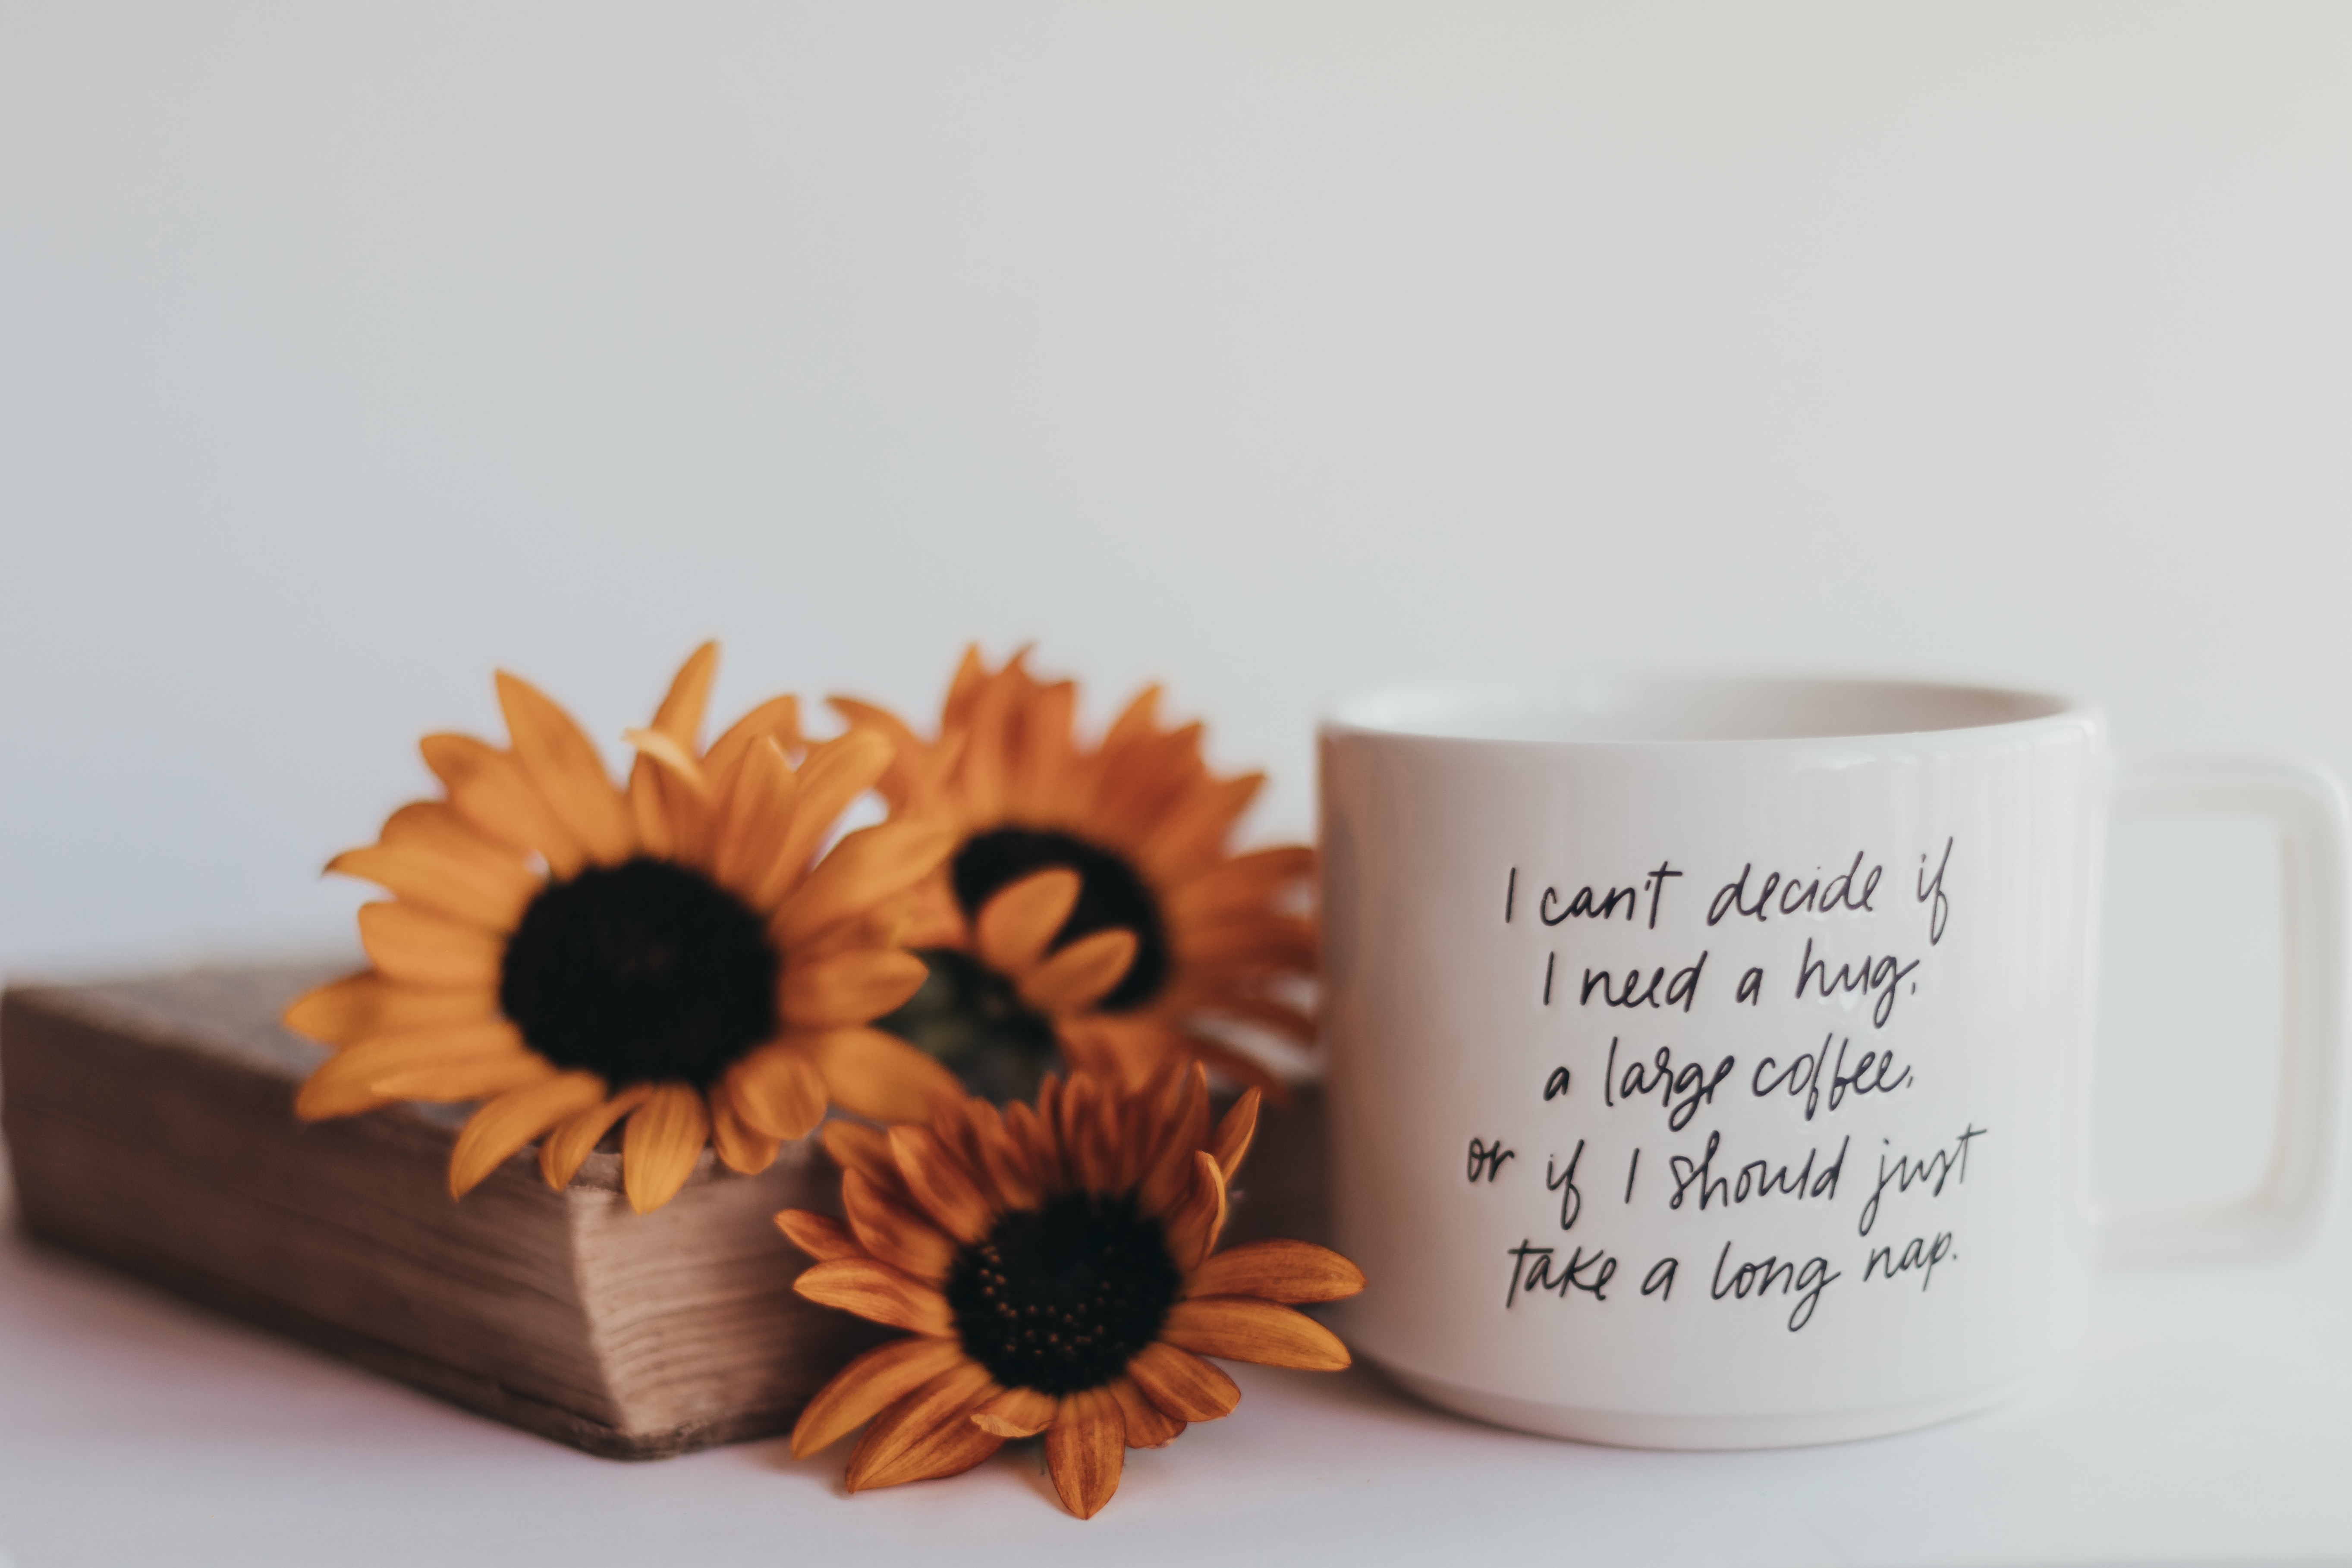 I can't decide if
I need a hug,
a large coffee,
or if I should just
take a long nap.